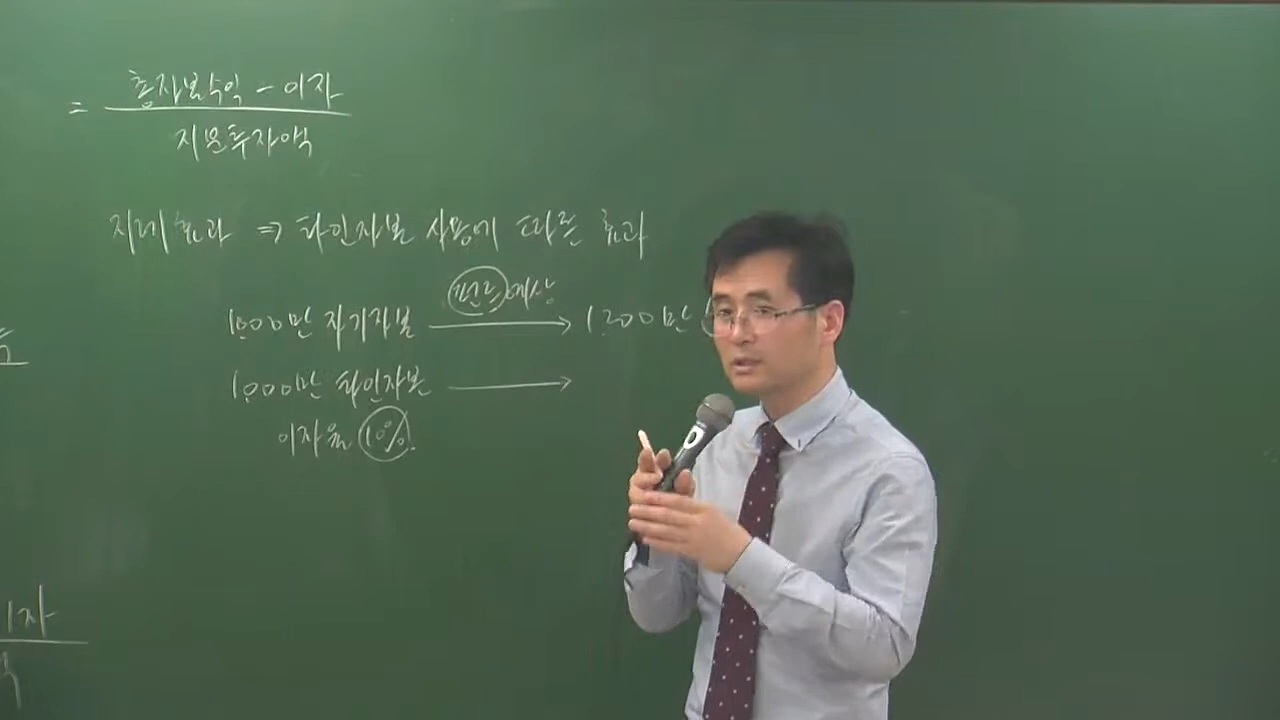 = 총자본수익 - 이자
지분투자액
지레효과 ⇒ 타인자본 사용에 따른 효과
펀드 예상
1,000만 자기자본 → 1,200만
1,000만 타인자본 →
이자율 10%
이자